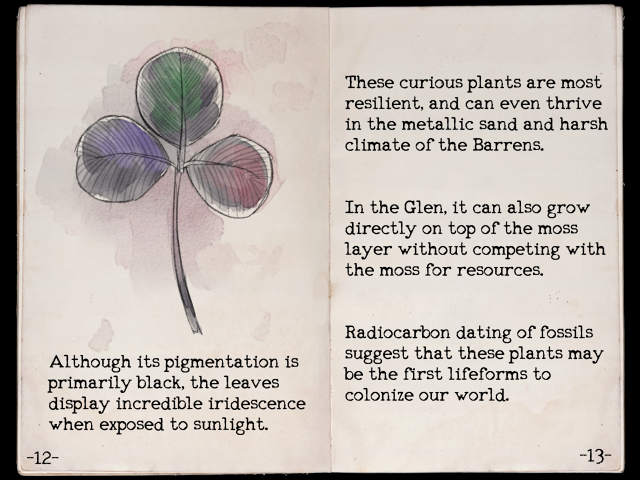 Although its pigmentation is
primarily black, the leaves
display incredible iridescence
when exposed to sunlight.
-12-
These curious plants are most
resilient, and can even thrive
in the metallic sand and harsh
climate of the Barrens.
In the Glen, it can also grow
directly on top of the moss
layer without competing with
the moss for resources.
Radiocarbon dating of fossils
suggest that these plants may
be the first lifeforms to
colonize our world.
-13-